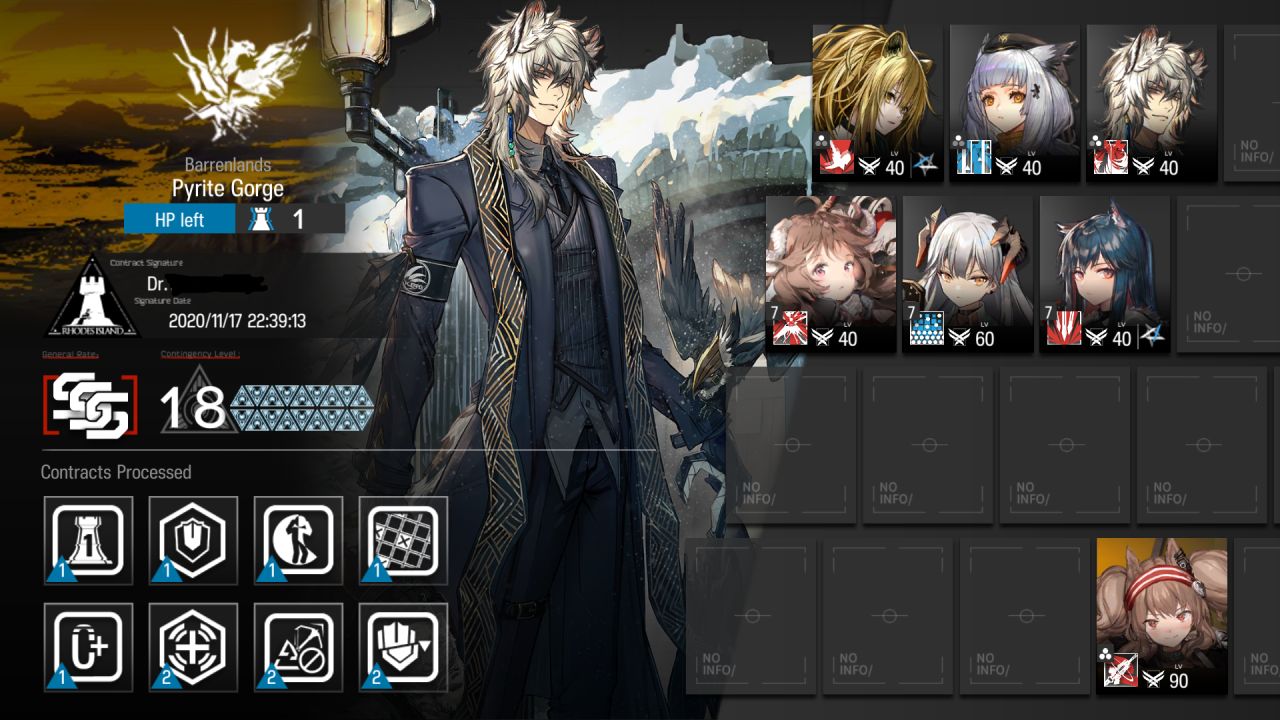 Barrenlands
Pyrite Gorge
HP left 1
Contract Signature
Dr.
Signature Date
2020/11/17 22:39:13
RHODES ISLAND
General Rate:
Contingency Level :
18
Contracts Processed
1
1
1
1
1
1
2
2
2
LV
40
LV
40
LV
40
NO
INFO/
7
LV
40
7
LV
60
7
LV
40
NO
INFO/
NO
INFO/
NO
INFO/
NO
INFO/
NO
INFO/
NO
INFO/
NO
INFO/
NO
INFO/
LV
90
NO
INFO/